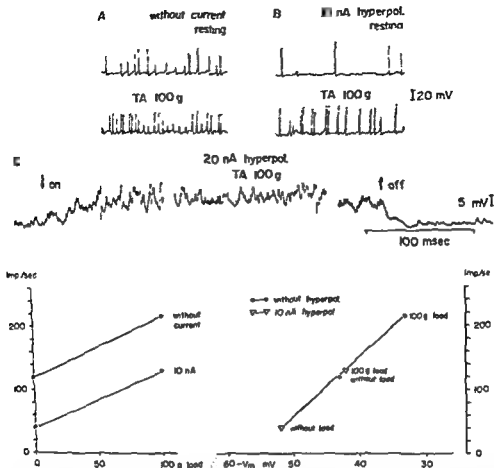 A without current
resting
B nA hyperpol.
resting
TA 100g
TA 100g
20 mV
20 nA hyperpol.
TA 100g
on
off
5 mV
100 msec
Imp./sec
200
100
0
without current
10 nA
0 50 100 g load
without hyperpol.
10 nA hyperpol.
100g load
100g load
without load
without load
60 -Vm mV 50 40 30
Imp/sec
200
100
0